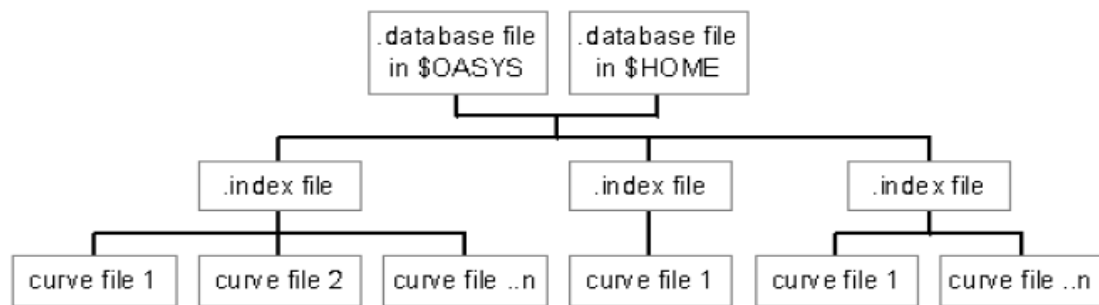 .database file
in $OASYS
.database file
in $HOME
.index file
.index file
.index file
curve file 1
curve file 2
curve file ..n
curve file 1
curve file 1
curve file ..n